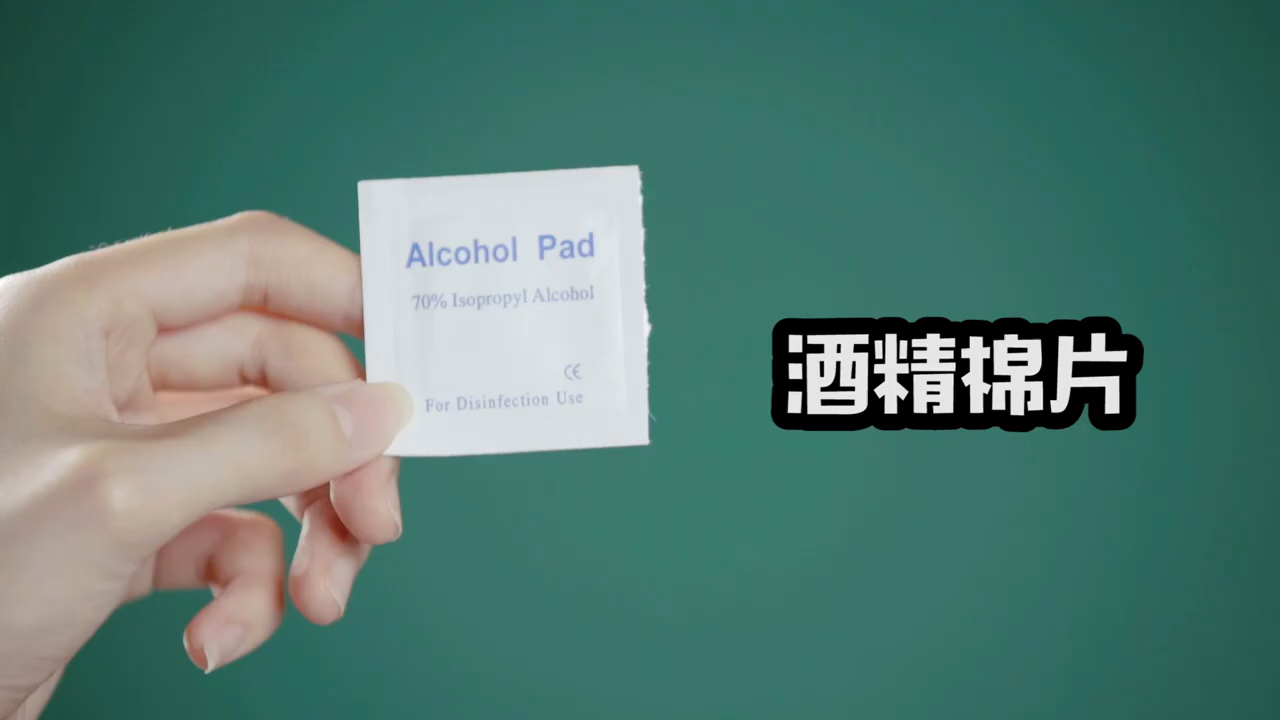 Alcohol Pad
70% Isopropyl Alcohol
CE
For Disinfection Use
酒精棉片